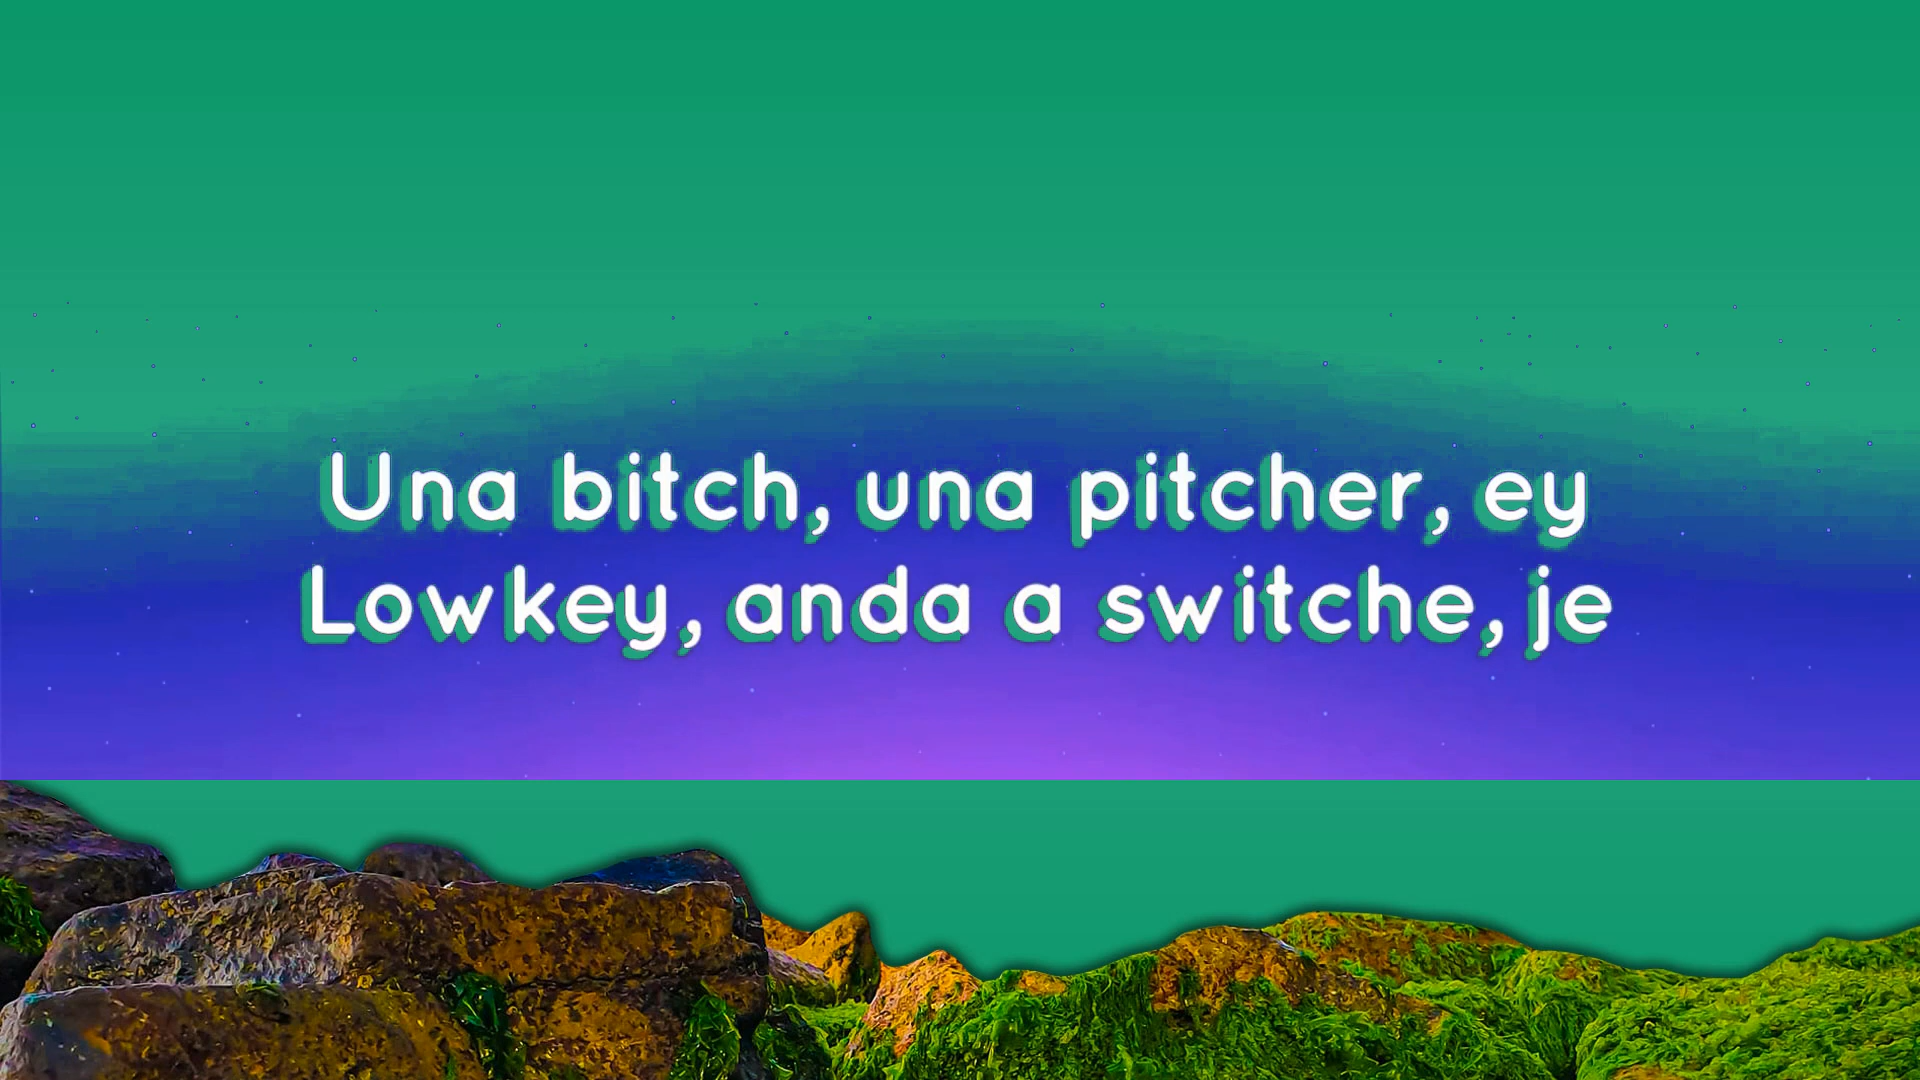 Una bitch, una pitcher, ey
Lowkey, anda a switche, je